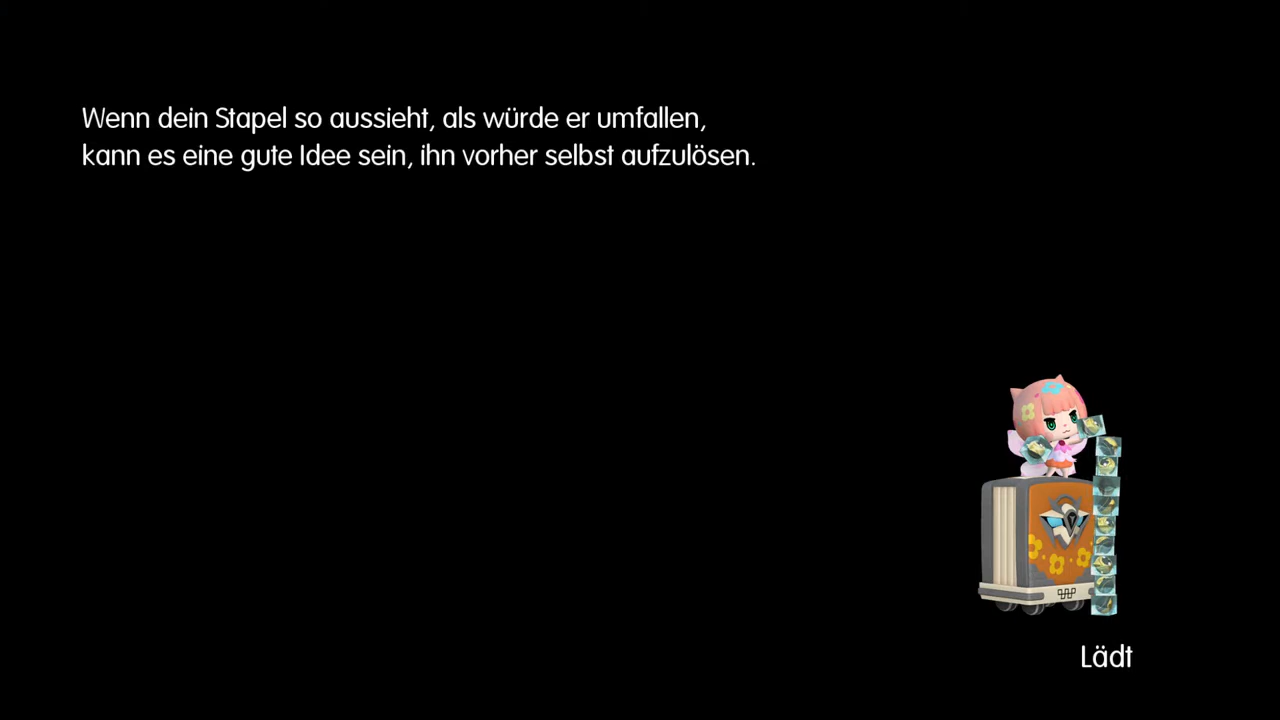 Wenn dein Stapel so aussieht, als würde er umfallen,
kann es eine gute Idee sein, ihn vorher selbst aufzulösen.
Lädt